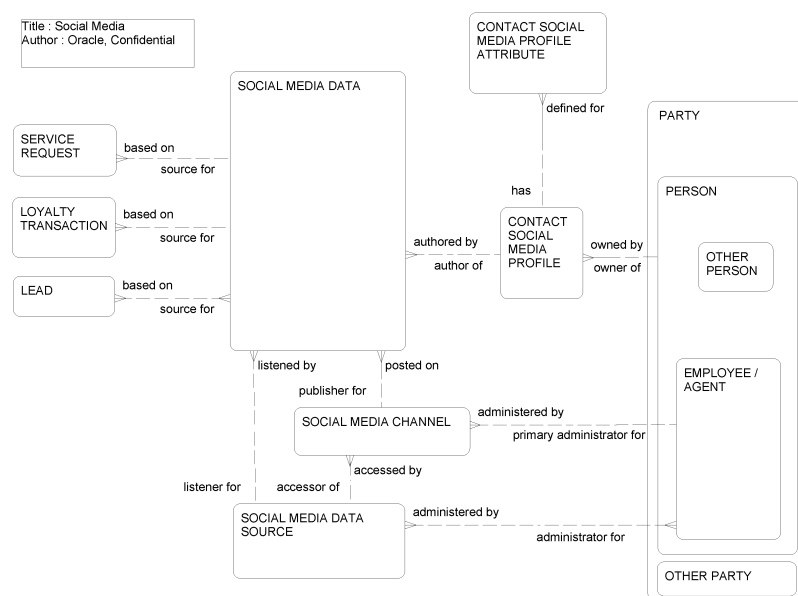 Title : Social Media
Author : Oracle, Confidential
CONTACT SOCIAL
MEDIA PROFILE
ATTRIBUTE
defined for
has
SOCIAL MEDIA DATA
PARTY
SERVICE
REQUEST
based on
source for
PERSON
LOYALTY
TRANSACTION
based on
source for
CONTACT
SOCIAL
MEDIA
PROFILE
authored by
author of
owned by
owner of
OTHER
PERSON
LEAD
based on
source for
listened by
posted on
publisher for
EMPLOYEE /
AGENT
SOCIAL MEDIA CHANNEL
administered by
primary administrator for
accessed by
listener for
accessor of
SOCIAL MEDIA DATA
SOURCE
administered by
administrator for
OTHER PARTY